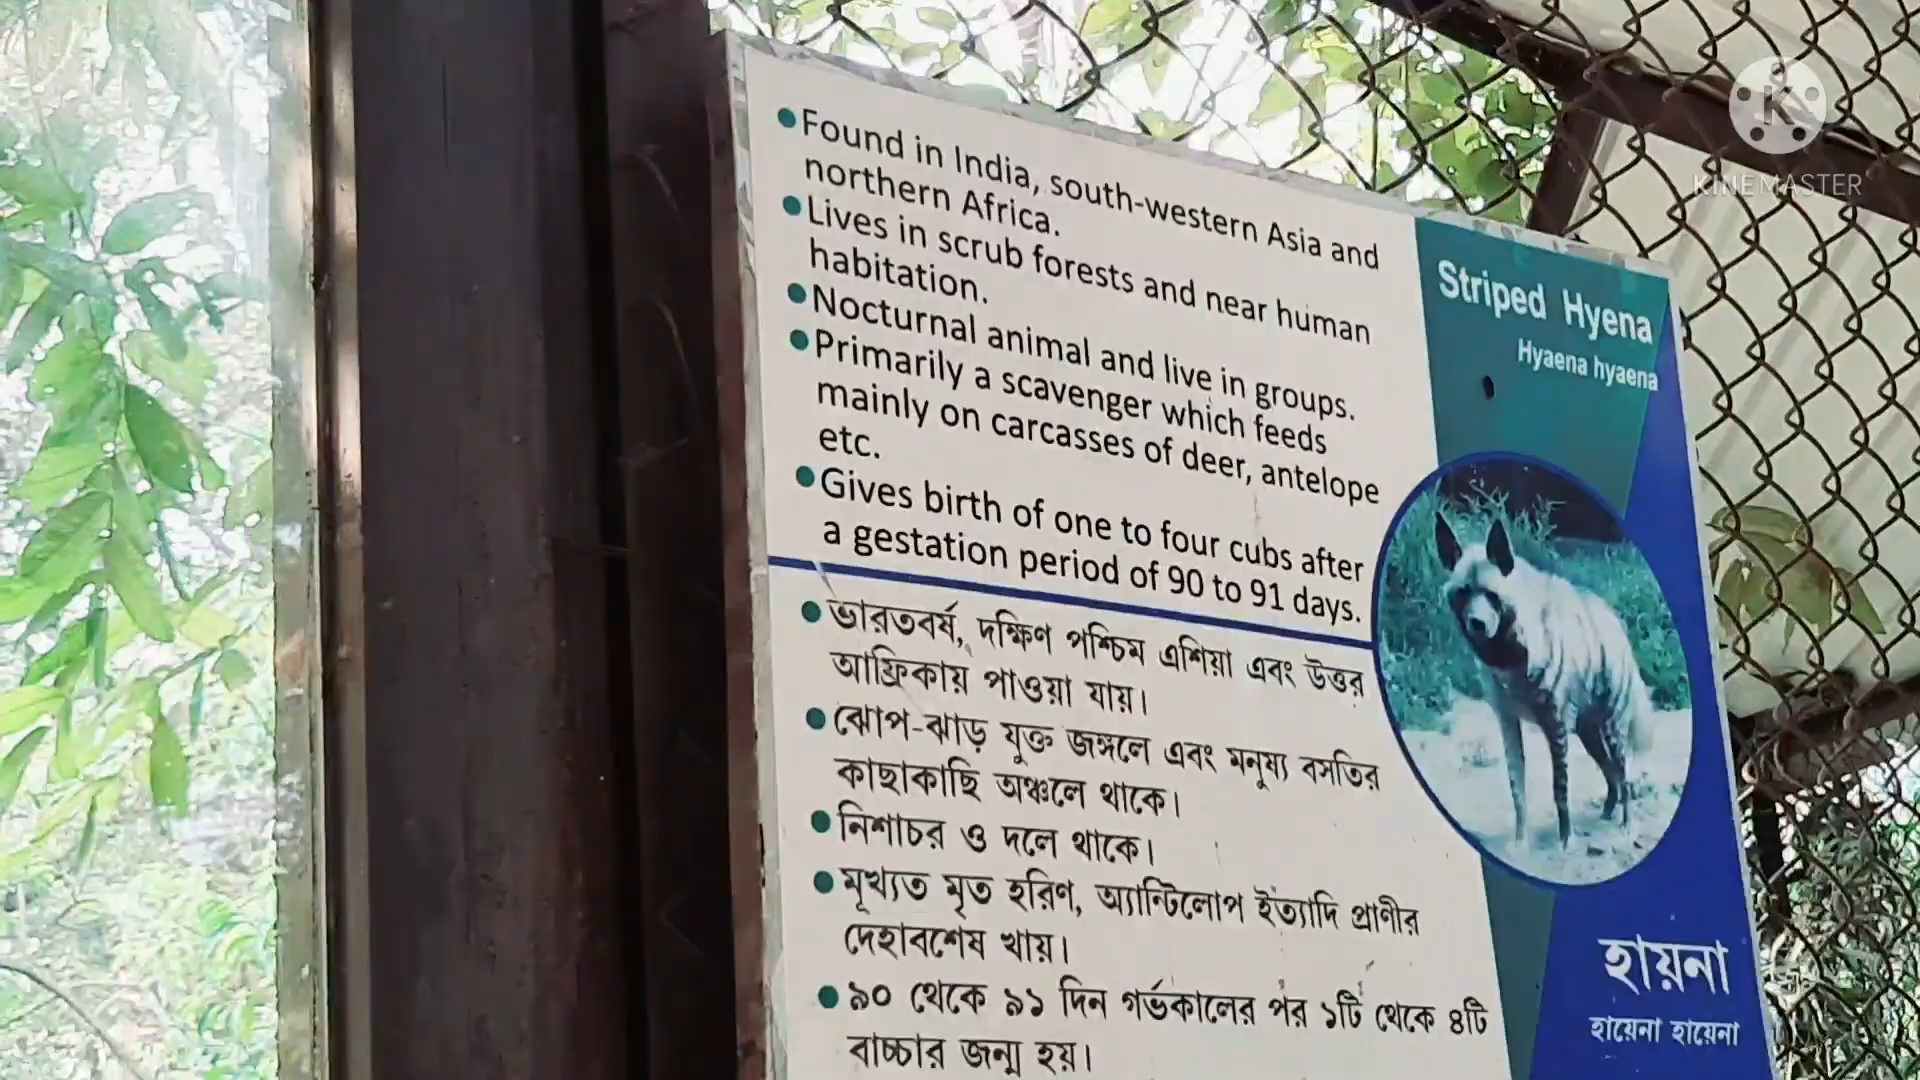 •Found in India, south-western Asia and
northern Africa.
•Lives in scrub forests and near human
habitation.
•Nocturnal animal and live in groups.
•Primarily a scavenger which feeds
mainly on carcasses of deer, antelope
etc.
•Gives birth of one to four cubs after
a gestation period of 90 to 91 days.
•ভারতবর্ষ, দক্ষিণ পশ্চিম এশিয়া এবং উত্তর
আফ্রিকায় পাওয়া যায়।
•ঝোপ-ঝাড় যুক্ত জঙ্গলে এবং মনুষ্য বসতির
কাছাকাছি অঞ্চলে থাকে।
•নিশাচর ও দলে থাকে।
•মূখ্যত মৃত হরিণ, অ্যান্টিলোপ ইত্যাদি প্রাণীর
দেহাবশেষ খায়।
•৯০ থেকে ৯১ দিন গর্ভকালের পর ১টি থেকে ৪টি
বাচ্চার জন্ম হয়।
Striped Hyena
Hyaena hyaena
হায়না
হায়েনা হায়েনা
K
KINEMASTER